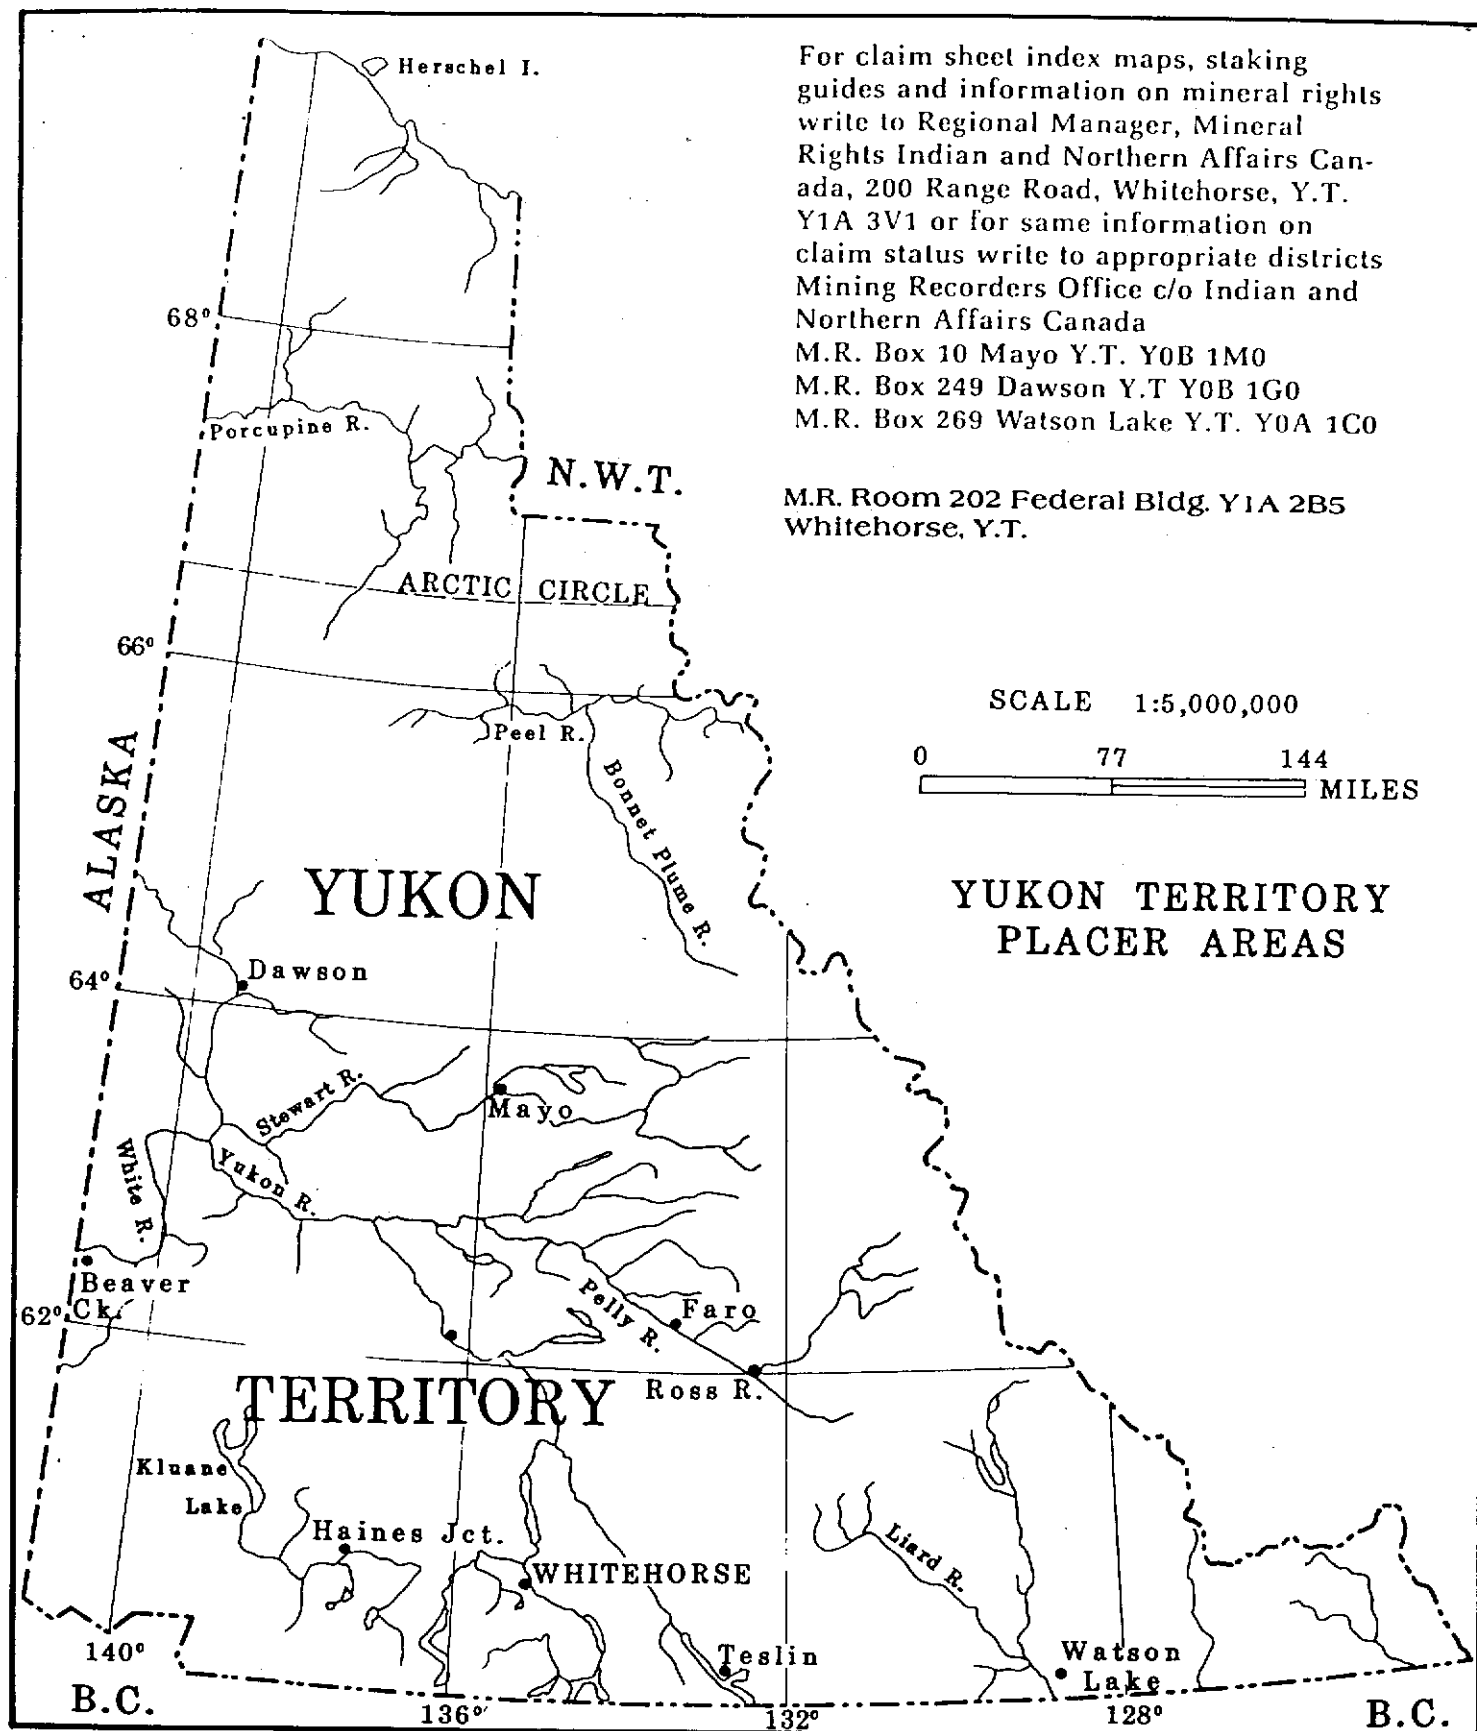 Herschel I.
For claim sheet index maps, staking
guides and information on mineral rights
write to Regional Manager, Mineral
Rights Indian and Northern Affairs Can-
ada, 200 Range Road, Whitehorse, Y.T.
Y1A 3V1 or for same information on
claim status write to appropriate districts
Mining Recorders Office c/o Indian and
Northern Affairs Canada
M.R. Box 10 Mayo Y.T. Y0B 1M0
M.R. Box 249 Dawson Y.T Y0B 1G0
M.R. Box 269 Watson Lake Y.T. Y0A 1C0
M.R. Room 202 Federal Bldg. Y1A 2B5
Whitehorse, Y.T.
68°
Porcupine R.
N.W.T.
ARCTIC CIRCLE
66°
SCALE 1:5,000,000
0 77 144
MILES
Peel R.
Bonnet Plume R.
ALASKA
YUKON
YUKON TERRITORY
PLACER AREAS
Dawson
64°
Stewart R.
Mayo
White R.
Yukon R.
Beaver
Ck.
62°
Pelly R.
Faro
Ross R.
TERRITORY
Kluane
Lake
Haines Jct.
WHITEHORSE
Liard R.
Teslin
Watson
Lake
140°
B.C.
136°
132°
128°
B.C.